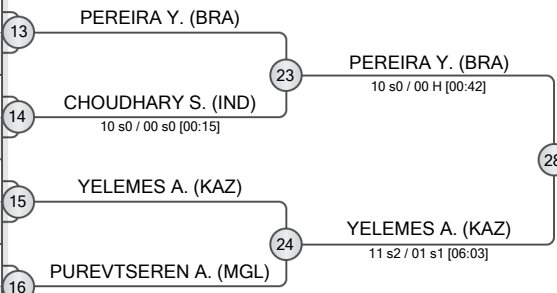 13
PEREIRA Y. (BRA)
23
PEREIRA Y. (BRA)
10 s0 / 00 H [00:42]
14
CHOUDHARY S. (IND)
10 s0 / 00 s0 [00:15]
28
15
YELEMES A. (KAZ)
24
YELEMES A. (KAZ)
11 s2 / 01 s1 [06:03]
16
PUREVTSEREN A. (MGL)